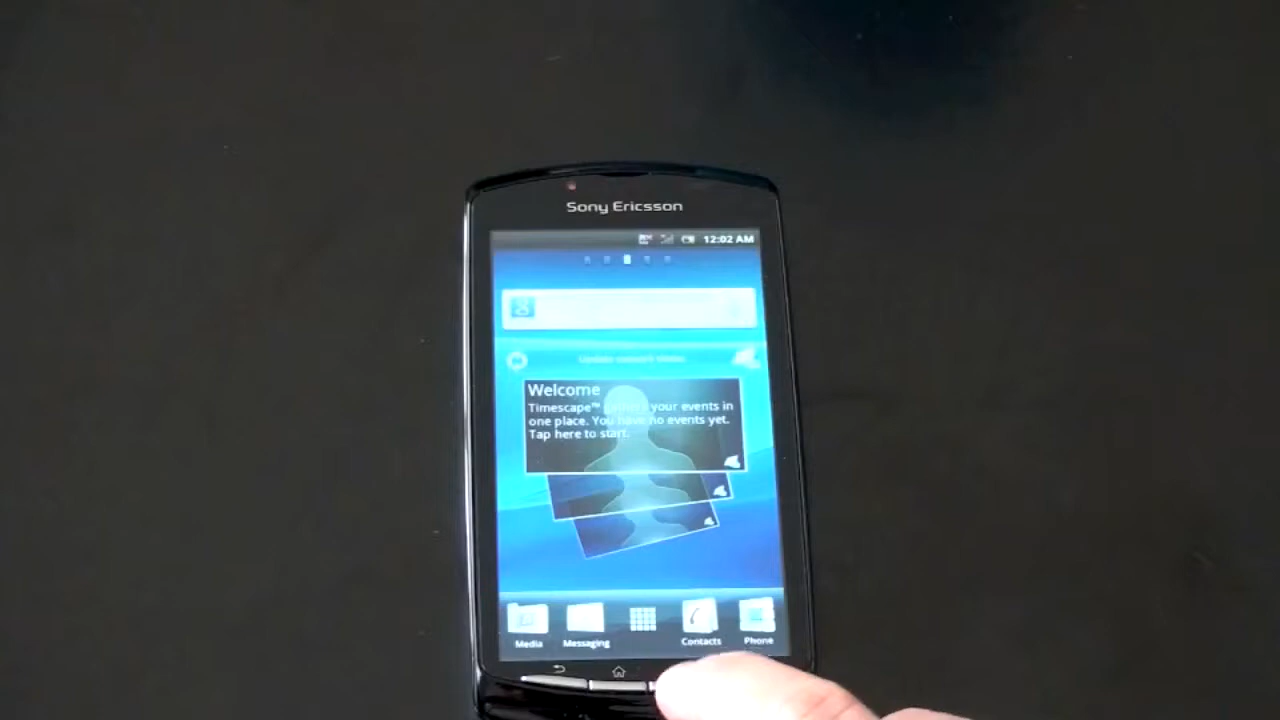 Sony Ericsson
12:02 AM
Welcome
Timescape™ your events in
one place. You have no events yet.
Tap here to start.
Media
Messaging
Contacts
Phone